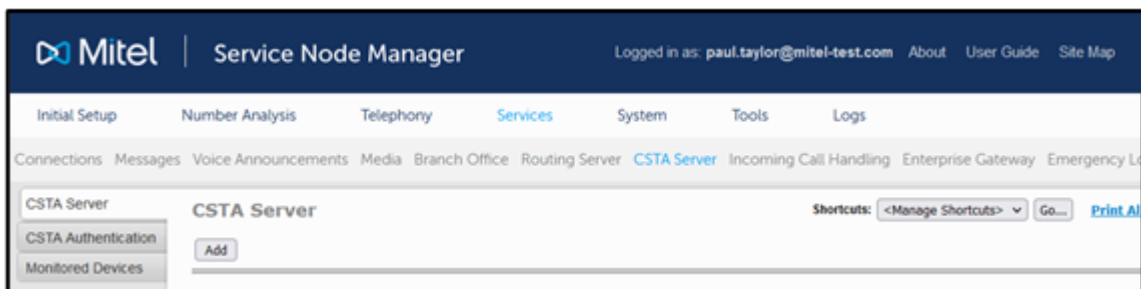 Mitel | Service Node Manager Logged in as: paul.taylor@mitel-test.com About User Guide Site Map
Initial Setup Number Analysis Telephony Services System Tools Logs
Connections Messages Voice Announcements Media Branch Office Routing Server CSTA Server Incoming Call Handling Enterprise Gateway Emergency Lo
CSTA Server
CSTA Authentication
Monitored Devices
CSTA Server Shortcuts: <Manage Shortcuts> Go... Print Al
Add